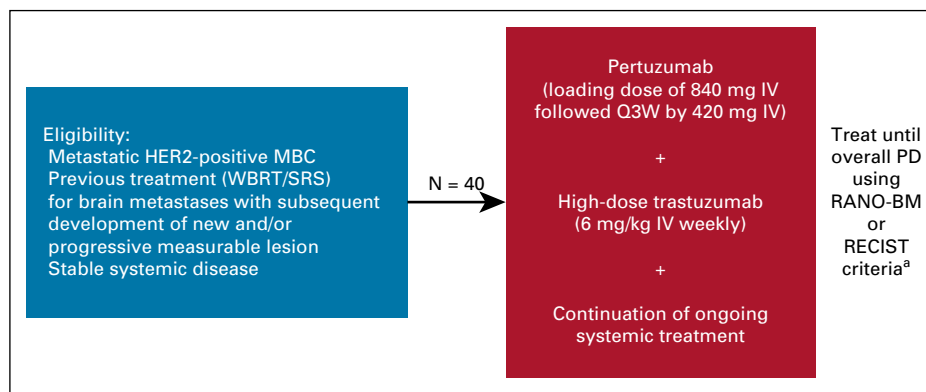 Eligibility:
Metastatic HER2-positive MBC
Previous treatment (WBRT/SRS)
for brain metastases with subsequent
development of new and/or
progressive measurable lesion
Stable systemic disease
N = 40
Pertuzumab
(loading dose of 840 mg IV
followed Q3W by 420 mg IV)
+
High-dose trastuzumab
(6 mg/kg IV weekly)
+
Continuation of ongoing
systemic treatment
Treat until
overall PD
using
RANO-BM
or
RECIST
criteriaᵃ